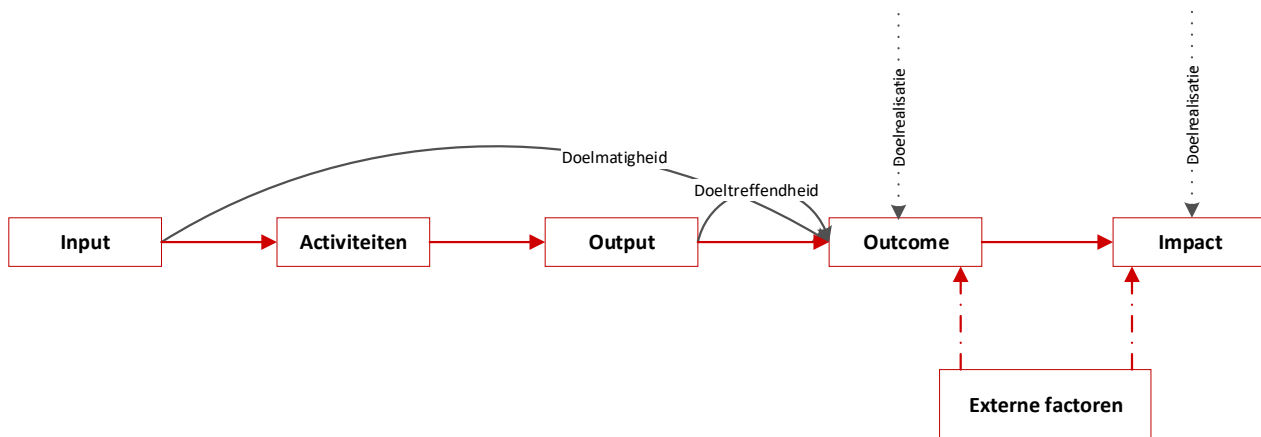 Doelrealisatie
Doelrealisatie
Doelmatigheid
Doeltreffendheid
Input
Activiteiten
Output
Outcome
Impact
Externe factoren